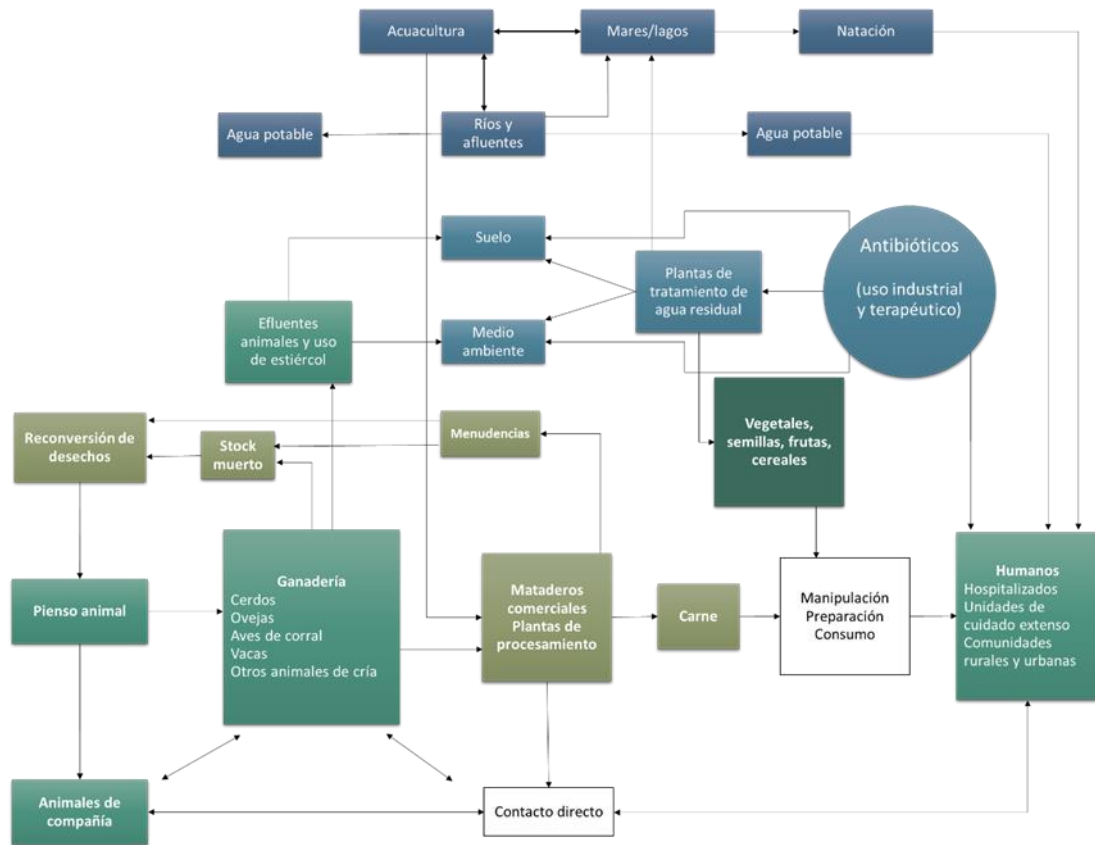 Acuacultura
Mares/lagos
Natación
Agua potable
Ríos y
afluentes
Agua potable
Suelo
Antibióticos
(uso industrial
y terapéutico)
Plantas de
tratamiento de
agua residual
Efluentes
animales y uso
de estiércol
Medio
ambiente
Vegetales,
semillas, frutas,
cereales
Reconversión de
desechos
Stock
muerto
Menudencias
Ganadería
Cerdos
Ovejas
Aves de corral
Vacas
Otros animales de cría
Pienso animal
Mataderos
comerciales
Plantas de
procesamiento
Carne
Manipulación
Preparación
Consumo
Humanos
Hospitalizados
Unidades de
cuidado extenso
Comunidades
rurales y urbanas
Animales de
compañía
Contacto directo